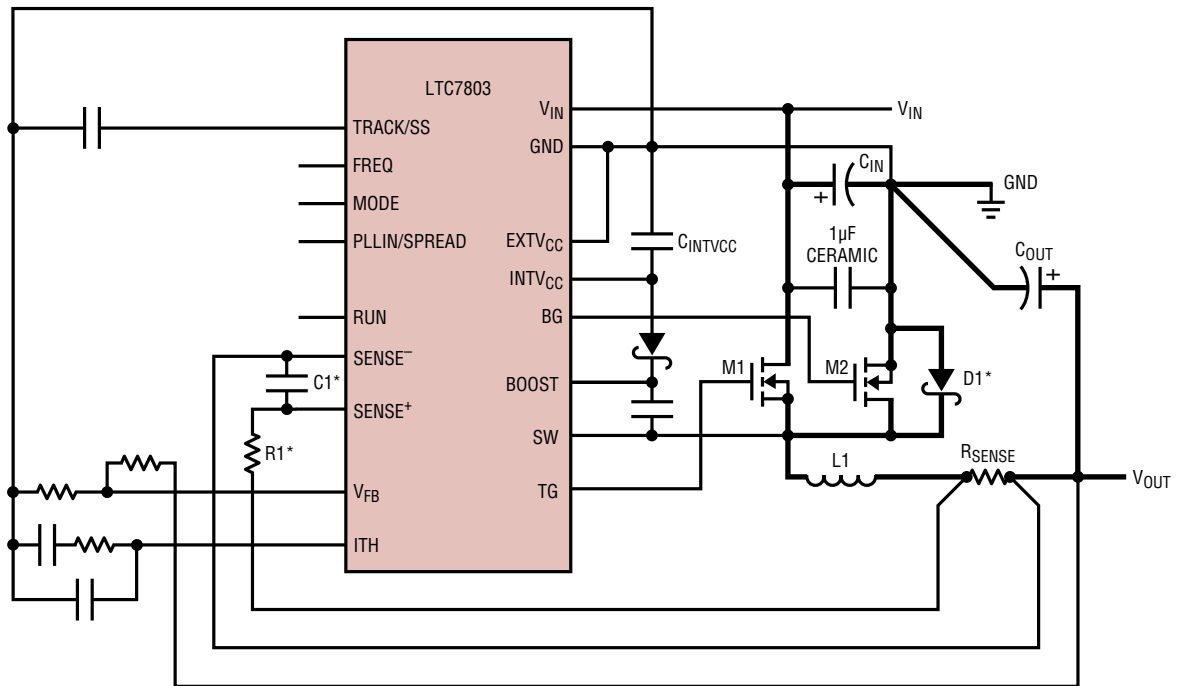 LTC7803
TRACK/SS
FREQ
MODE
PLLIN/SPREAD
RUN
SENSE–
SENSE+
VFB
ITH
VIN
GND
EXTVCC
INTVCC
BG
BOOST
SW
TG
C1*
R1*
CINTVCC
VIN
CIN
+
GND
1µF
CERAMIC
COUT
+
M1
M2
D1*
L1
RSENSE
VOUT